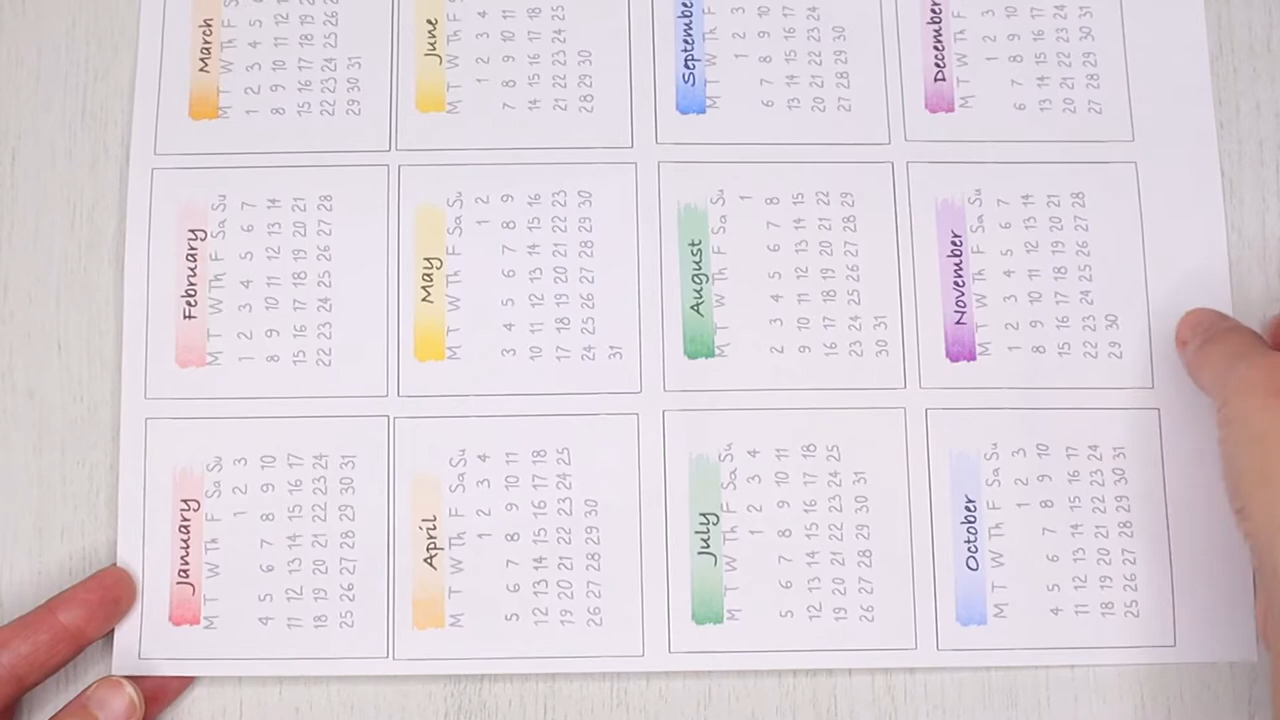 January
M T W Th F Sa Su
1 2 3
4 5 6 7 8 9 10
11 12 13 14 15 16 17
18 19 20 21 22 23 24
25 26 27 28 29 30 31
February
M T W Th F Sa Su
1 2 3 4 5 6 7
8 9 10 11 12 13 14
15 16 17 18 19 20 21
22 23 24 25 26 27 28
March
M T W Th F
1 2 3 4 5
8 9 10 11 12
15 16 17 18 19
22 23 24 25 26
29 30 31
April
M T W Th F Sa Su
1 2 3 4
5 6 7 8 9 10 11
12 13 14 15 16 17 18
19 20 21 22 23 24 25
26 27 28 29 30
May
M T W Th F Sa Su
1 2
3 4 5 6 7 8 9
10 11 12 13 14 15 16
17 18 19 20 21 22 23
24 25 26 27 28 29 30
31
June
M T W Th F
1 2 3 4
7 8 9 10 11
14 15 16 17 18
21 22 23 24 25
28 29 30
July
M T W Th F Sa Su
1 2 3 4
5 6 7 8 9 10 11
12 13 14 15 16 17 18
19 20 21 22 23 24 25
26 27 28 29 30 31
August
M T W Th F Sa Su
1
2 3 4 5 6 7 8
9 10 11 12 13 14 15
16 17 18 19 20 21 22
23 24 25 26 27 28 29
30 31
Septembe
M T W Th F
1 2 3
6 7 8 9 10
13 14 15 16 17
20 21 22 23 24
27 28 29 30
October
M T W Th F Sa Su
1 2 3
4 5 6 7 8 9 10
11 12 13 14 15 16 17
18 19 20 21 22 23 24
25 26 27 28 29 30 31
November
M T W Th F Sa Su
1 2 3 4 5 6 7
8 9 10 11 12 13 14
15 16 17 18 19 20 21
22 23 24 25 26 27 28
29 30
December
M T W Th F
1 2 3
6 7 8 9 10
13 14 15 16 17
20 21 22 23 24
27 28 29 30 31